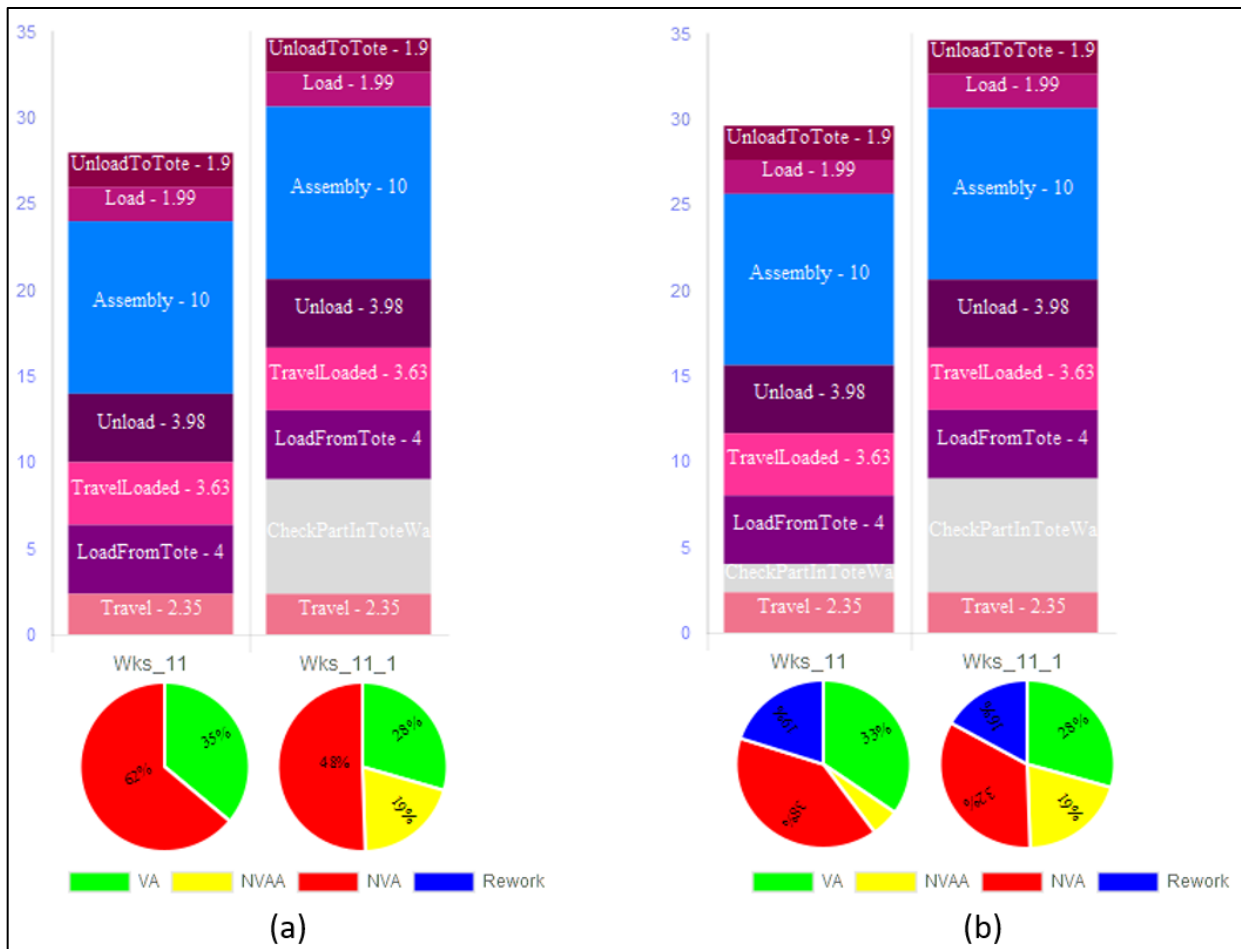 35
30
25
20
15
10
5
0
UnloadToTote - 1.9
Load - 1.99
Assembly - 10
Unload - 3.98
TravelLoaded - 3.63
LoadFromTote - 4
Travel - 2.35
UnloadToTote - 1.9
Load - 1.99
Assembly - 10
Unload - 3.98
TravelLoaded - 3.63
LoadFromTote - 4
CheckPartInToteWa
Travel - 2.35
Wks_11
Wks_11_1
35%
62%
28%
19%
48%
VA
NVAA
NVA
Rework
(a)
35
30
25
20
15
10
5
0
UnloadToTote - 1.9
Load - 1.99
Assembly - 10
Unload - 3.98
TravelLoaded - 3.63
LoadFromTote - 4
CheckPartInToteWa
Travel - 2.35
UnloadToTote - 1.9
Load - 1.99
Assembly - 10
Unload - 3.98
TravelLoaded - 3.63
LoadFromTote - 4
CheckPartInToteWa
Travel - 2.35
Wks_11
Wks_11_1
19%
33%
38%
16%
28%
32%
19%
VA
NVAA
NVA
Rework
(b)